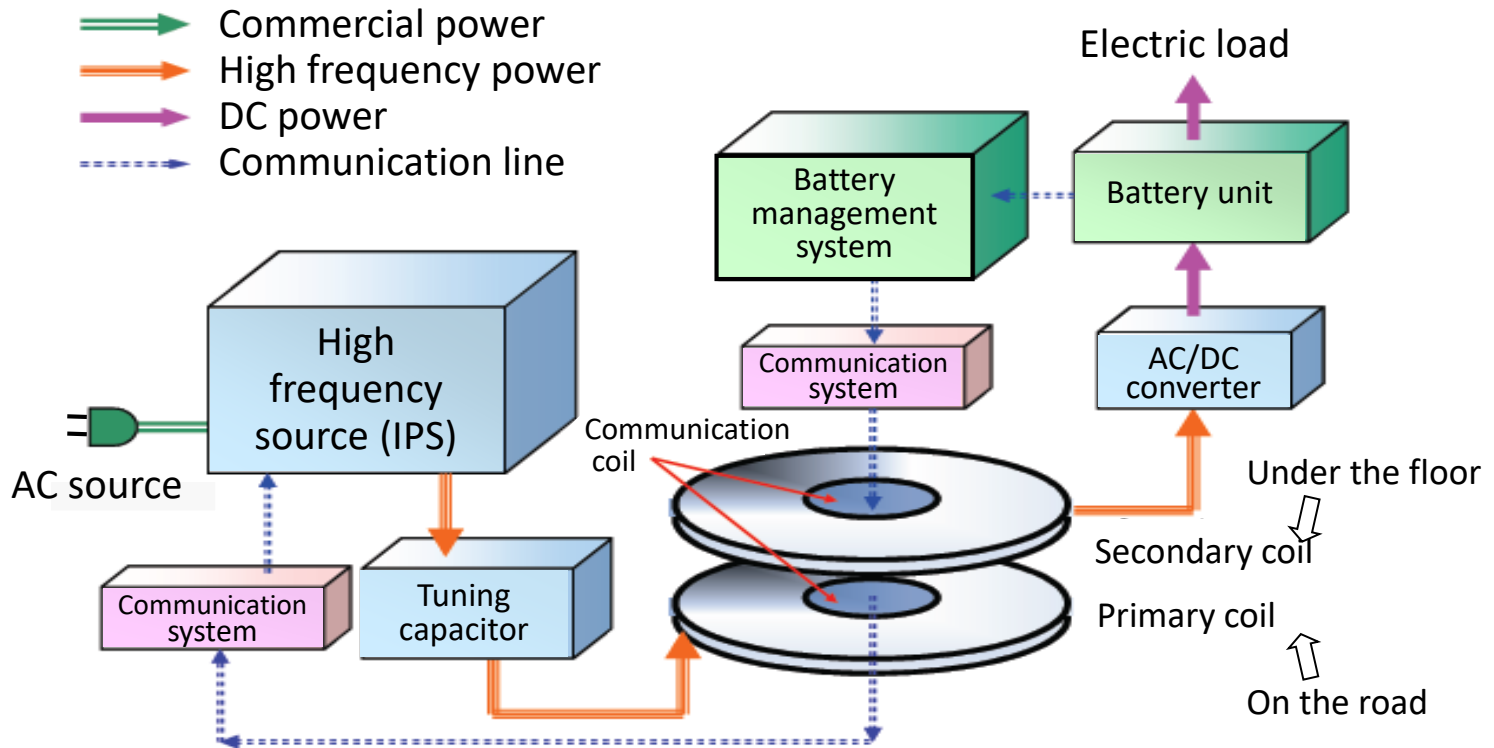 Commercial power
High frequency power
DC power
Communication line
Electric load
Battery
management
system
Battery unit
High
frequency
source (IPS)
Communication
system
AC/DC
converter
AC source
Communication
coil
Under the floor
Secondary coil
Communication
system
Tuning
capacitor
Primary coil
On the road